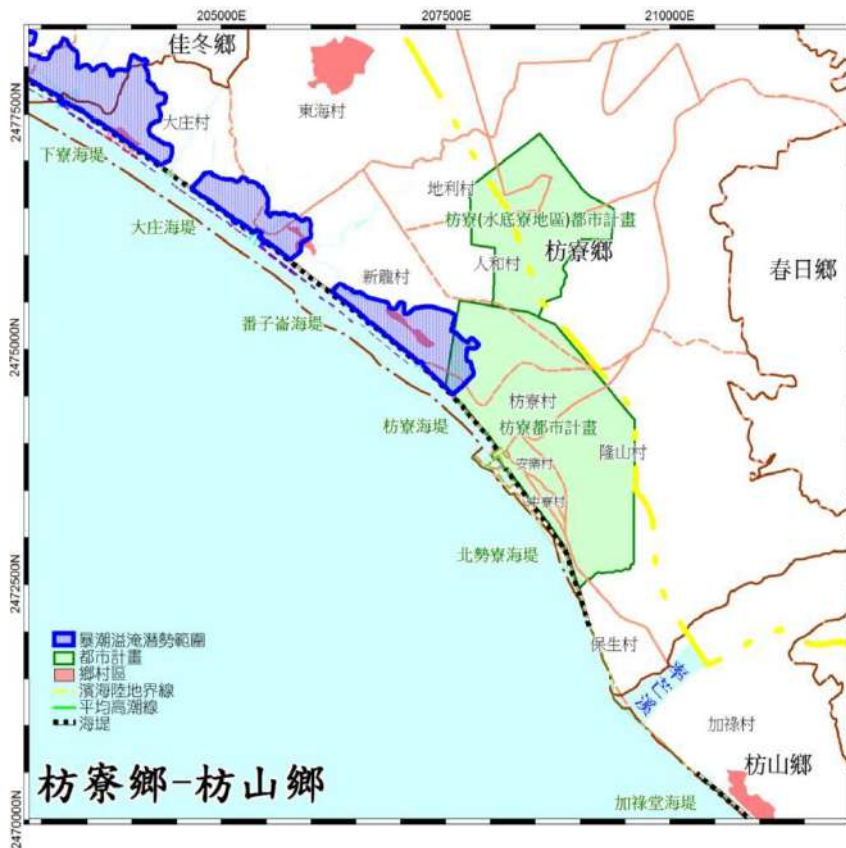 205000E
207500E
210000E
佳冬鄉
2477500N
東海村
大庄村
下寮海堤
地利村
枋寮(水底寮地區)都市計畫
大庄海堤
枋寮鄉
人和村
春日鄉
新龍村
番子崙海堤
2475000N
枋寮村
枋寮海堤
枋寮都市計畫
隆山村
安樂村
中寮村
北勢寮海堤
2472500N
保生村
率芒溪
加祿村
枋山鄉
加祿堂海堤
暴潮溢淹潛勢範圍
都市計畫
鄉村區
濱海陸地界線
平均高潮線
海堤
枋寮鄉-枋山鄉
2470000N